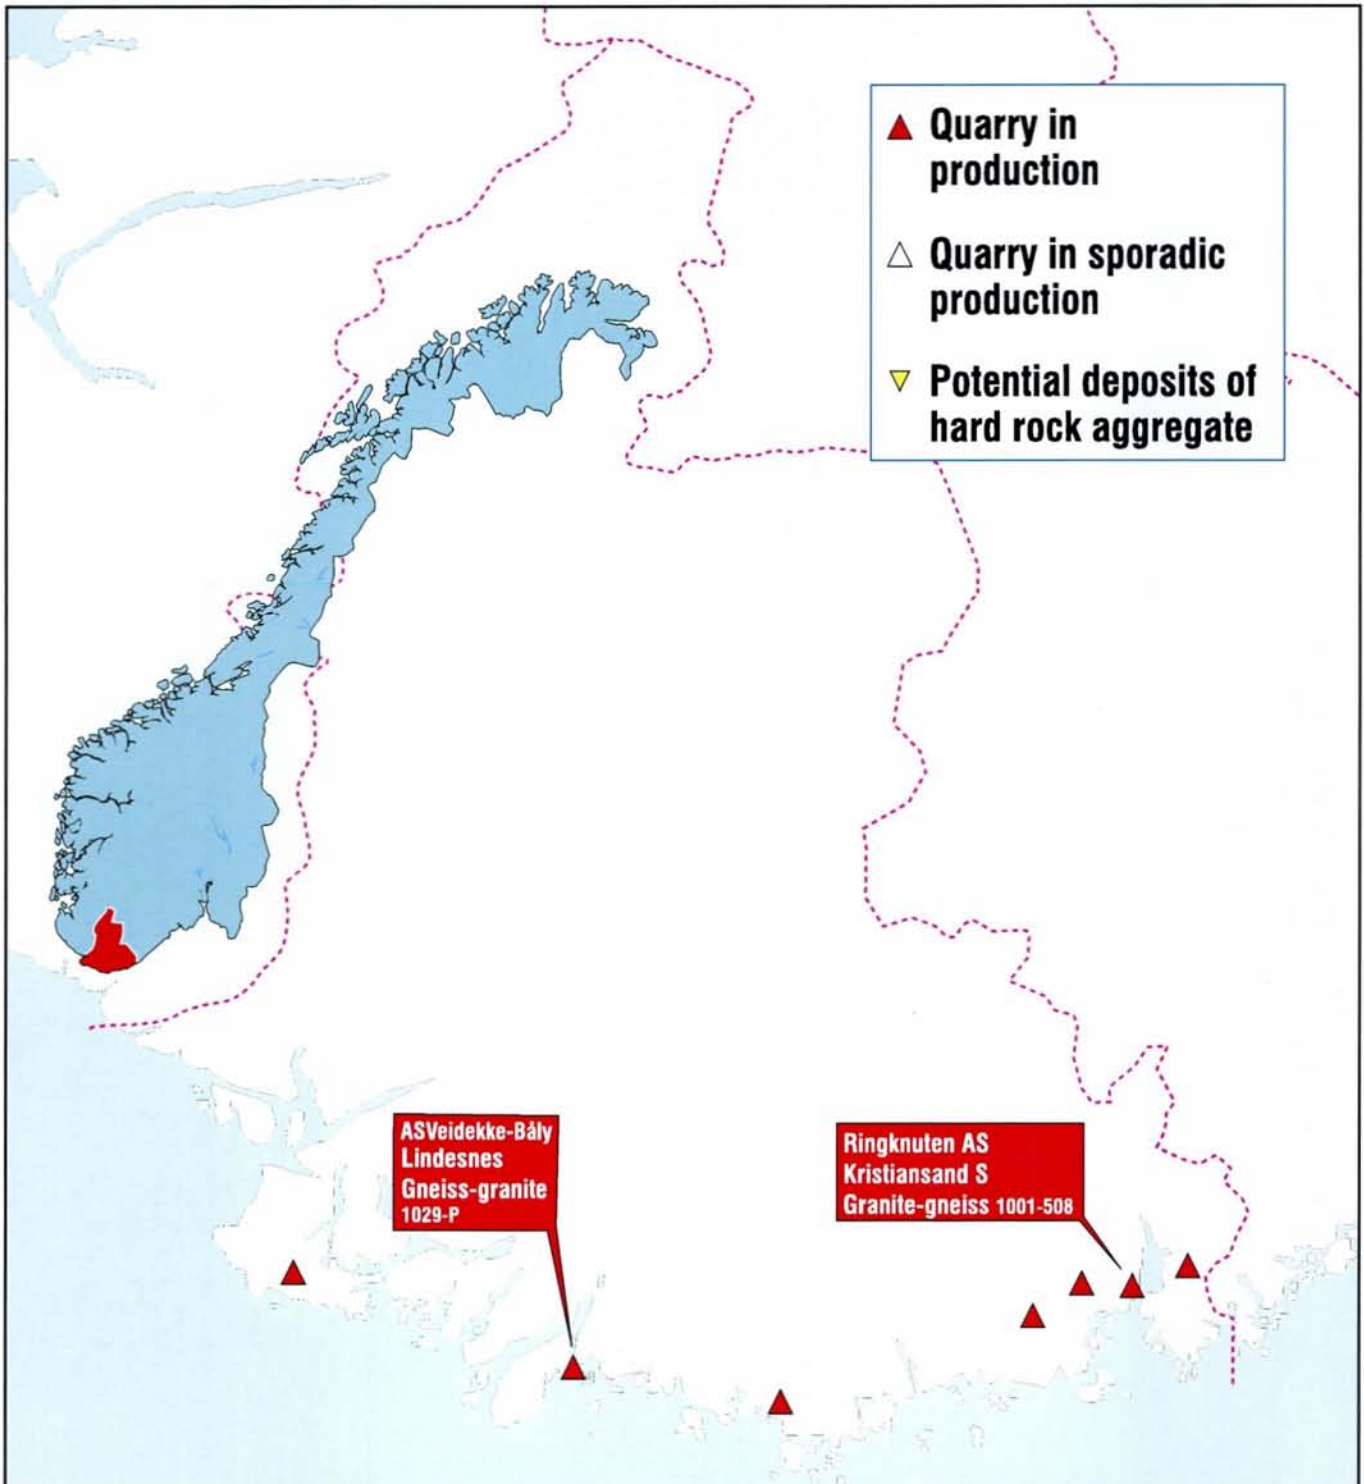 Quarry in
production
Quarry in sporadic
production
Potential deposits of
hard rock aggregate
ASVeidekke-Båly
Lindesnes
Gneiss-granite
1029-P
Ringknuten AS
Kristiansand S
Granite-gneiss 1001-508